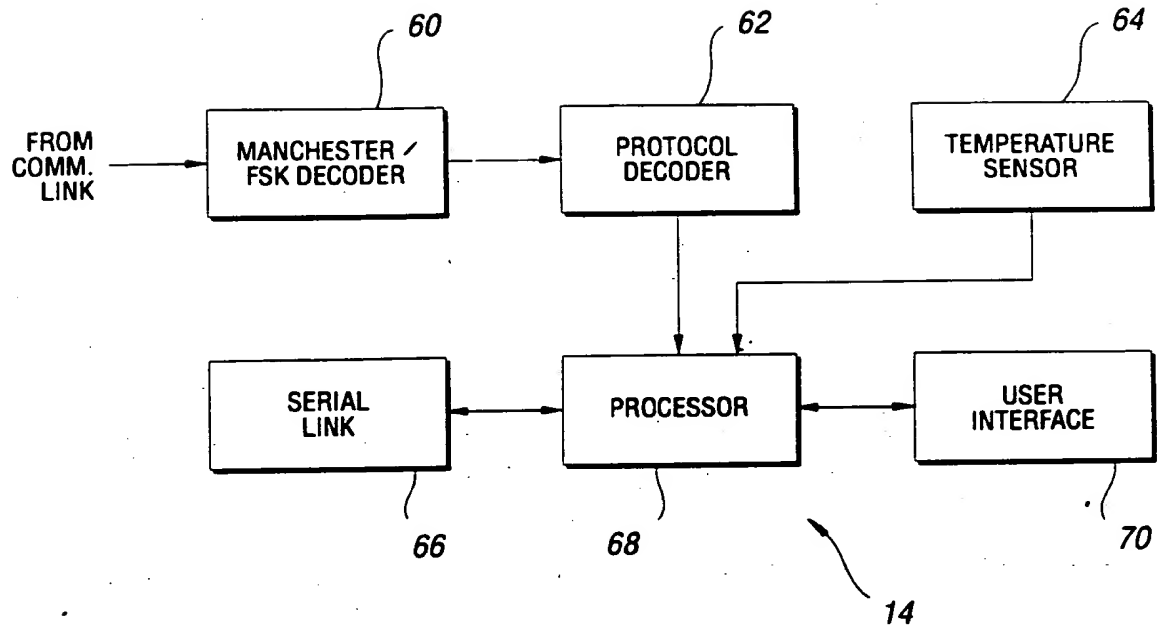 60
62
64
FROM
COMM.
LINK
MANCHESTER /
FSK DECODER
PROTOCOL
DECODER
TEMPERATURE
SENSOR
SERIAL
LINK
PROCESSOR
USER
INTERFACE
66
68
70
14